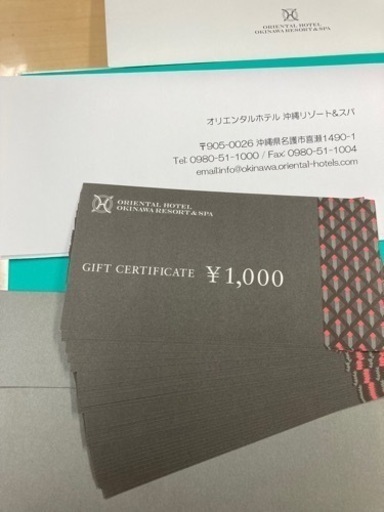 ORIENTAL HOTEL
OKINAWA RESORT & SPA
オリエンタルホテル 沖縄リゾート&スパ
〒905-0026 沖縄県名護市喜瀬1490-1
Tel: 0980-51-1000 / Fax: 0980-51-1004
email:info@okinawa.oriental-hotels.com
ORIENTAL HOTEL
OKINAWA RESORT & SPA
GIFT CERTIFICATE ¥1,000